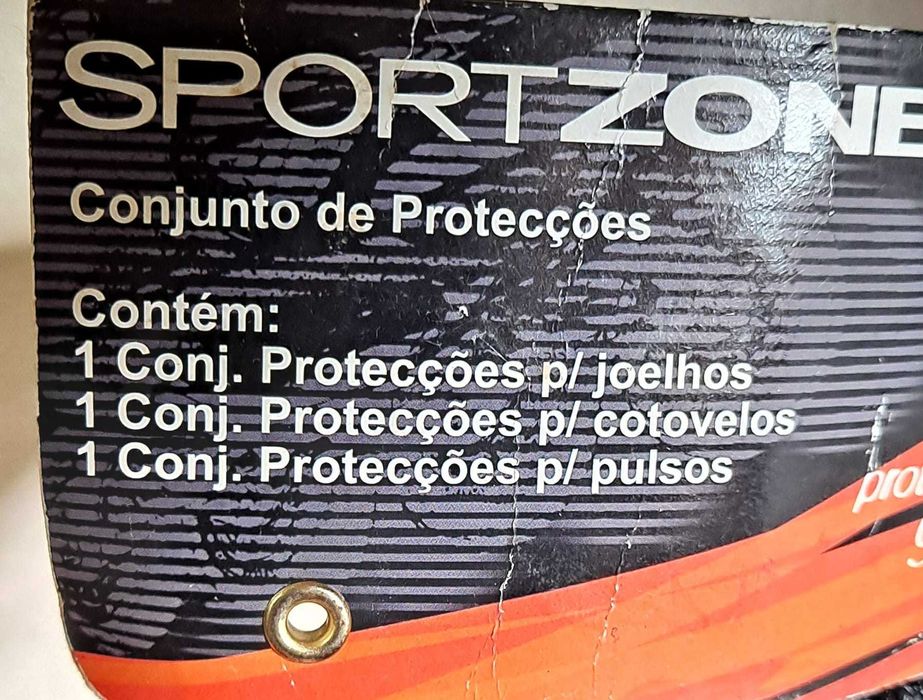 SPORTZONE
Conjunto de Protecções
Contém:
1 Conj. Protecções p/ joelhos
1 Conj. Protecções p/ cotovelos
1 Conj. Protecções p/ pulsos